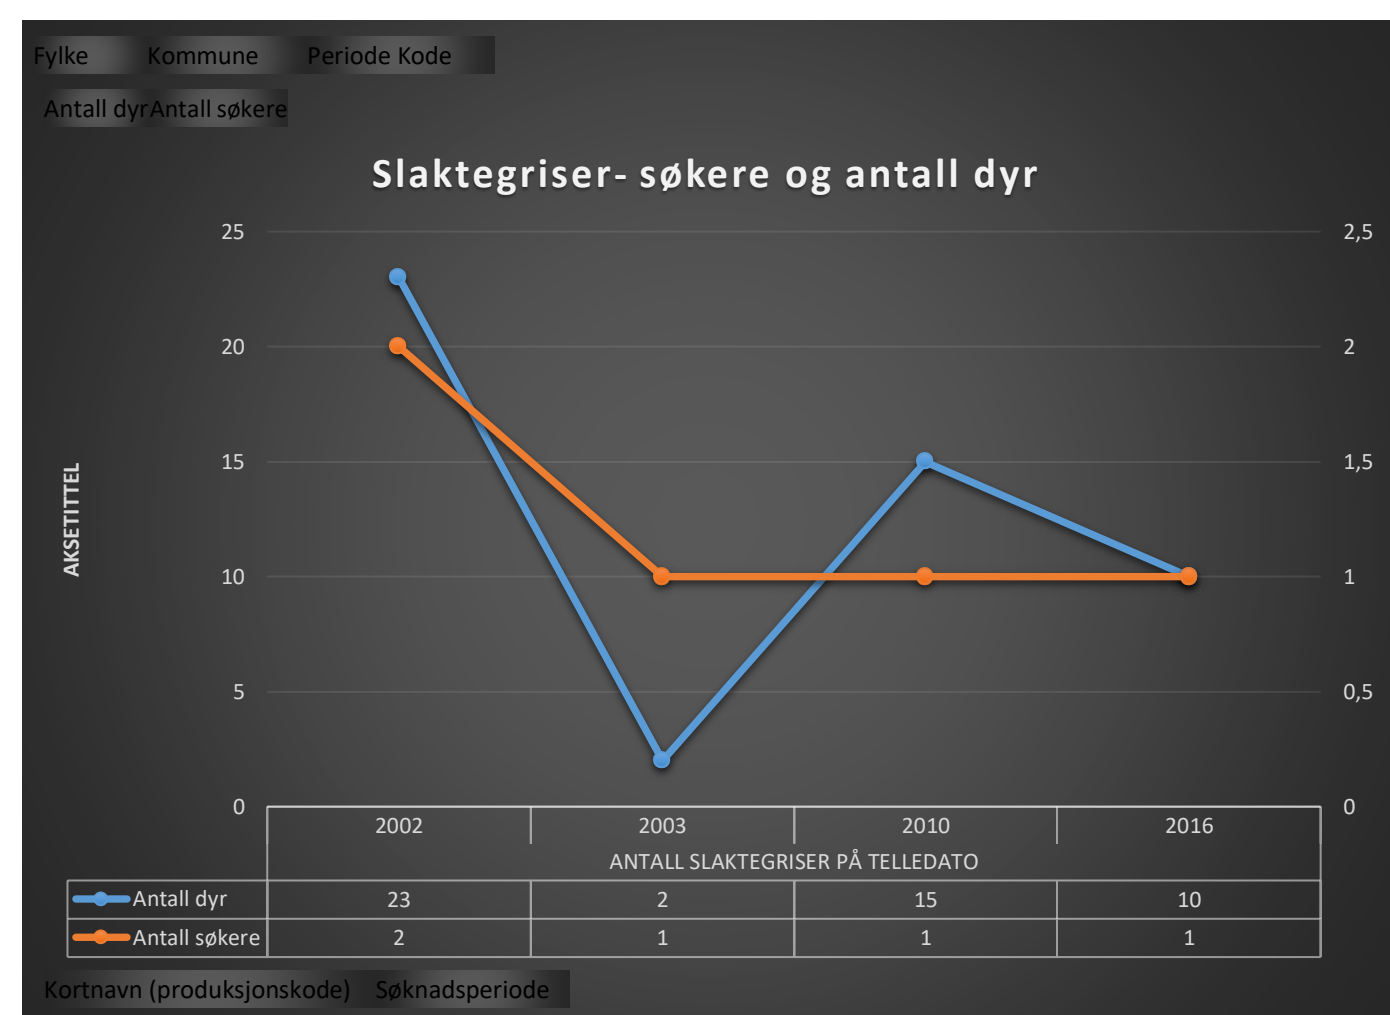 Fylke Kommune Periode Kode
Antall dyr Antall søkere
Slaktegriser- søkere og antall dyr
25 2,5
20 2
15 1,5
AKSETITTEL
10 1
5 0,5
0 0
2002 2003 2010 2016
ANTALL SLAKTEGRISER PÅ TELLEDATO
Antall dyr 23 2 15 10
Antall søkere 2 1 1 1
Kortnavn (produksjonskode) Søknadsperiode